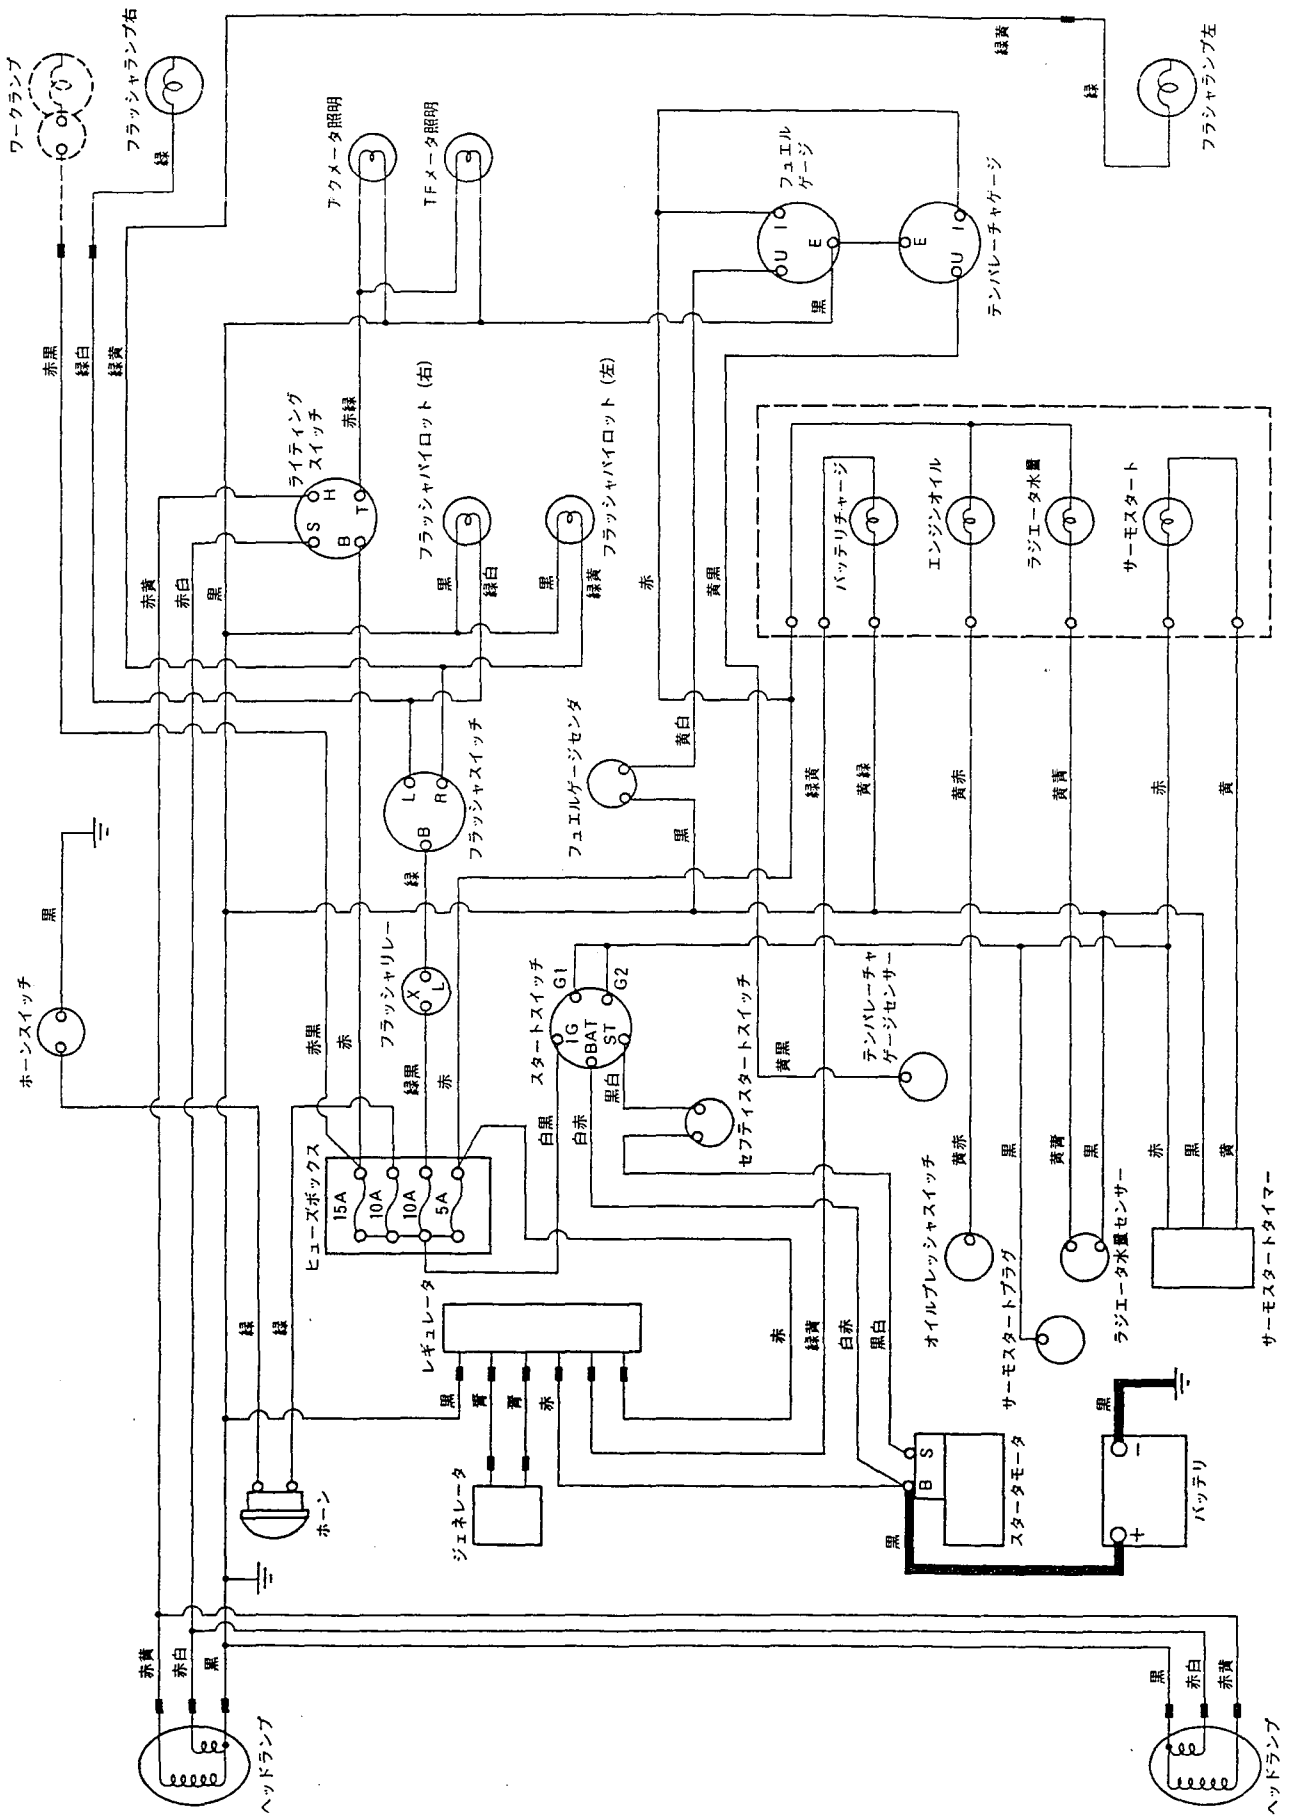 ワークランプ
フラッシャランプ右
緑
緑黄
緑
フラシャランプ左
アワメータ照明
TFメータ照明
フュエル
ゲージ
I
U
E
テンパレーチャゲージ
E
I
U
黒
赤黒
緑白
緑黄
ライティング
スイッチ
赤緑
H
S
T
B
フラッシャパイロット (右)
フラッシャパイロット (左)
黒
緑白
黒
緑黄
赤黄
赤白
黒
赤
黄黒
バッテリチャージ
エンジンオイル
ラジエータ水量
サーモスタート
フラッシャスイッチ
L
R
B
フュエルゲージセンダ
黄白
黒
緑黄
黄緑
黄赤
黄青
赤
黄
黒
ホーンスイッチ
緑
フラッシャリレー
X
L
赤黒
赤
緑黒
赤
スタートスイッチ
G1
G2
IG
BAT
ST
白黒
白赤
黒白
セフティスタートスイッチ
黄黒
テンパレーチャ
ゲージセンサー
ヒューズボックス
15A
10A
10A
5A
オイルプレッシャスイッチ
黄赤
黒
サーモスタートプラグ
黄青
黒
ラジエータ水量センサー
赤
黒
黄
サーモスタートタイマー
緑
緑
レギュレータ
黒
青
青
赤
赤
緑黄
白赤
黒白
ホーン
ジェネレータ
S
B
スタータモータ
黒
黒
−
+
バッテリ
赤黄
赤白
黒
ヘッドランプ
黒
赤白
赤黄
ヘッドランプ